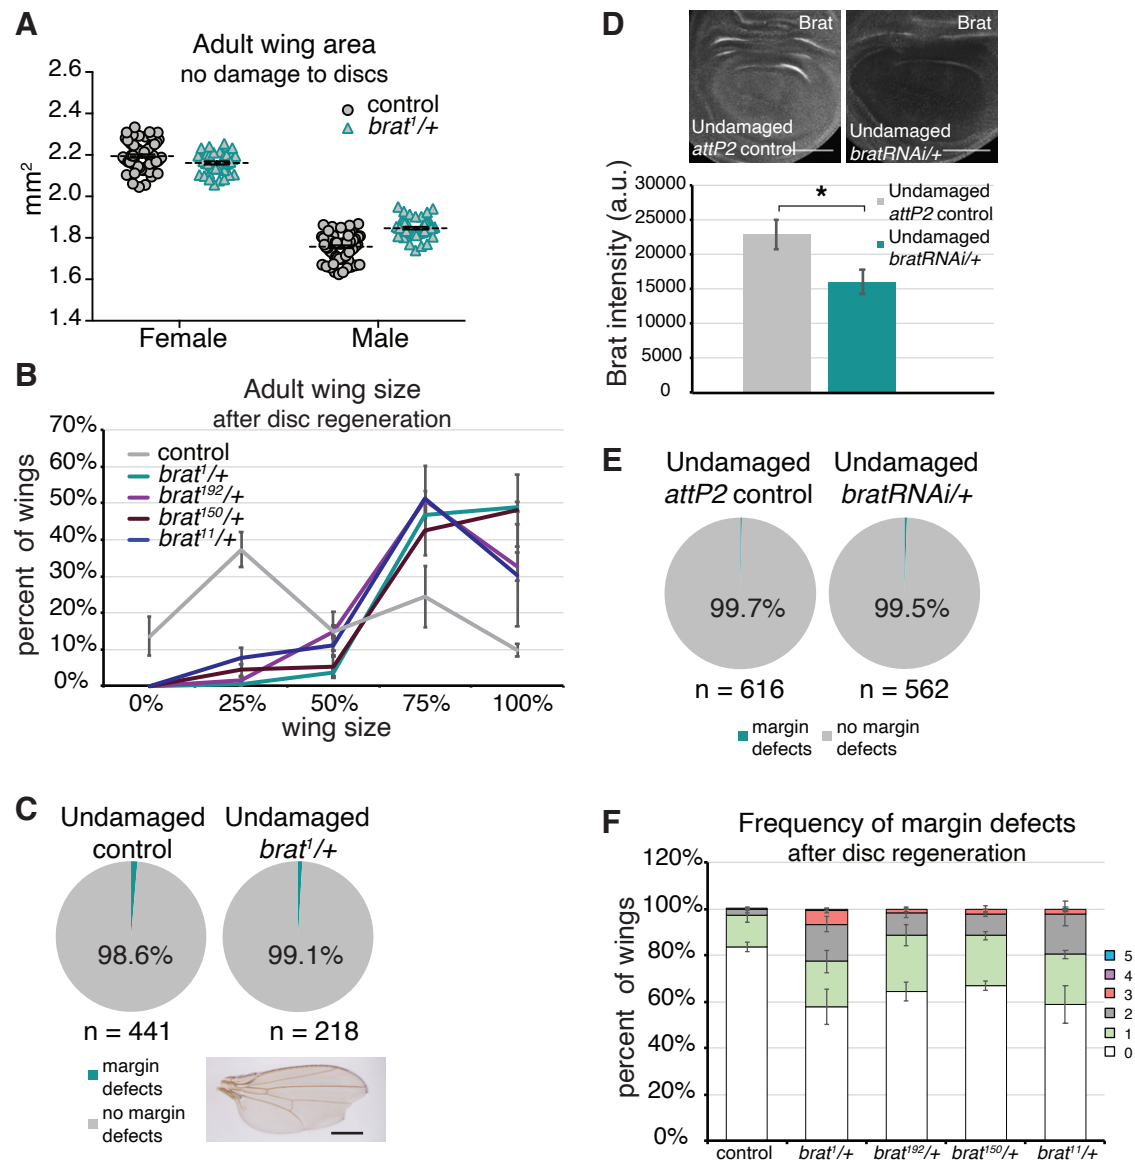 A
Adult wing area
no damage to discs
2.6
2.4
2.2
2.0
1.8
1.6
1.4
mm²
control
brat¹/+
Female
Male
B
Adult wing size
after disc regeneration
70%
60%
50%
40%
30%
20%
10%
0%
percent of wings
control
brat¹/+
brat¹⁹²/+
brat¹⁵⁰/+
brat¹¹/+
0%
25%
50%
75%
100%
wing size
C
Undamaged
control
Undamaged
brat¹/+
98.6%
99.1%
n = 441
n = 218
margin
defects
no margin
defects
D
Brat
Undamaged
attP2 control
Brat
Undamaged
bratRNAi/+
30000
25000
20000
15000
10000
5000
0
Brat intensity (a.u.)
*
Undamaged
attP2 control
Undamaged
bratRNAi/+
E
Undamaged
attP2 control
Undamaged
bratRNAi/+
99.7%
99.5%
n = 616
n = 562
margin
defects
no margin
defects
F
Frequency of margin defects
after disc regeneration
120%
100%
80%
60%
40%
20%
0%
percent of wings
5
4
3
2
1
0
control
brat¹/+
brat¹⁹²/+
brat¹⁵⁰/+
brat¹¹/+